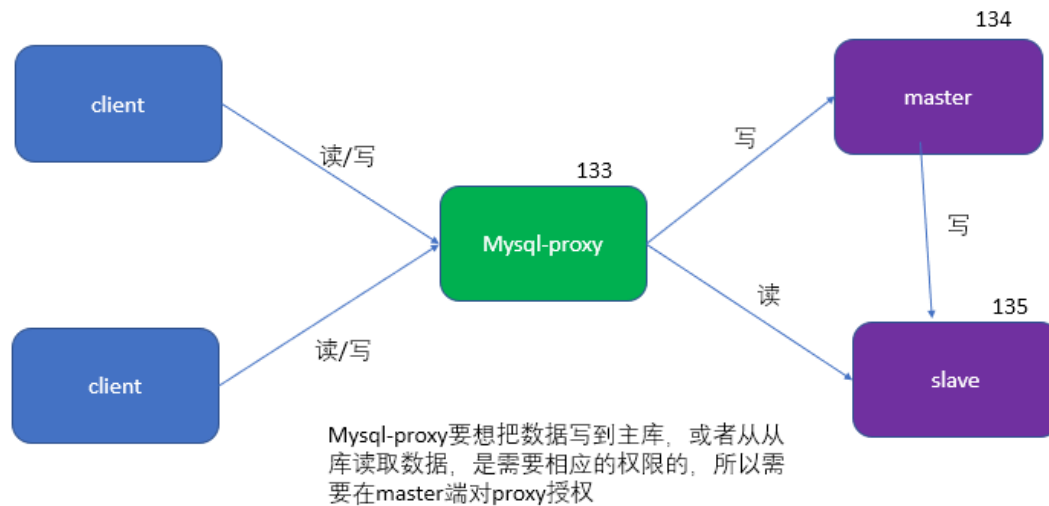 134
client
master
读/写
写
133
Mysql-proxy
写
读
135
读/写
client
slave
Mysql-proxy要想把数据写到主库，或者从从
库读取数据，是需要相应的权限的，所以需
要在master端对proxy授权